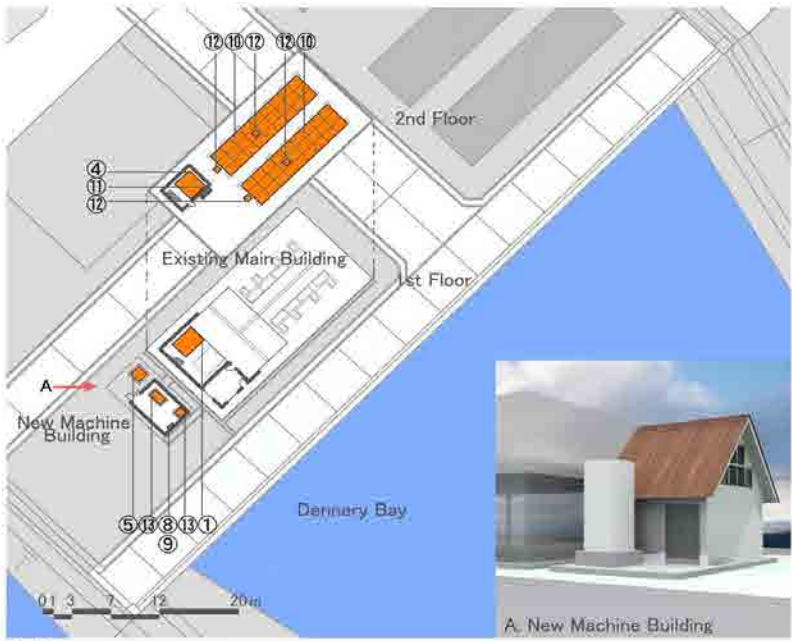 ⑫ ⑩ ⑫ ⑫ ⑩
2nd Floor
④
⑪
⑫
Existing Main Building
1st Floor
A
New Machine
Building
⑤ ⑬ ⑧ ⑬ ①
⑨
Dennery Bay
0 1 3 7 12 20m
A. New Machine Building